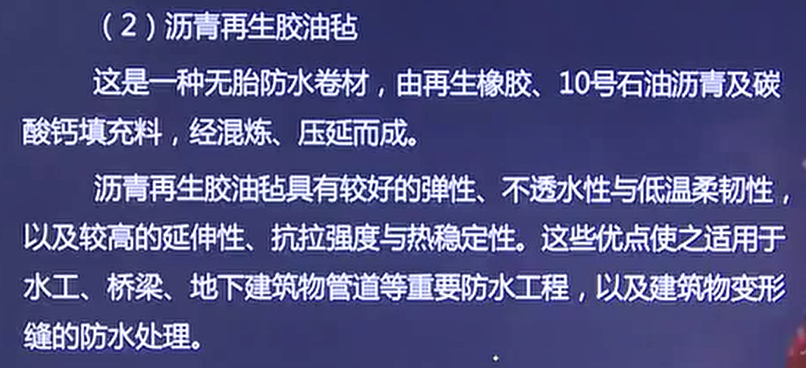 （2）沥青再生胶油毡
这是一种无胎防水卷材，由再生橡胶、10号石油沥青及碳
酸钙填充料，经混炼、压延而成。
沥青再生胶油毡具有较好的弹性、不透水性与低温柔韧性，
以及较高的延伸性、抗拉强度与热稳定性。这些优点使之适用于
水工、桥梁、地下建筑物管道等重要防水工程，以及建筑物变形
缝的防水处理。